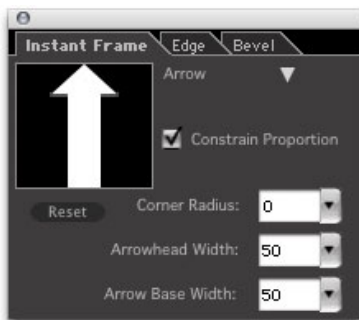 Instant Frame Edge Bevel
Arrow
Constrain Proportion
Reset Corner Radius: 0
Arrowhead Width: 50
Arrow Base Width: 50